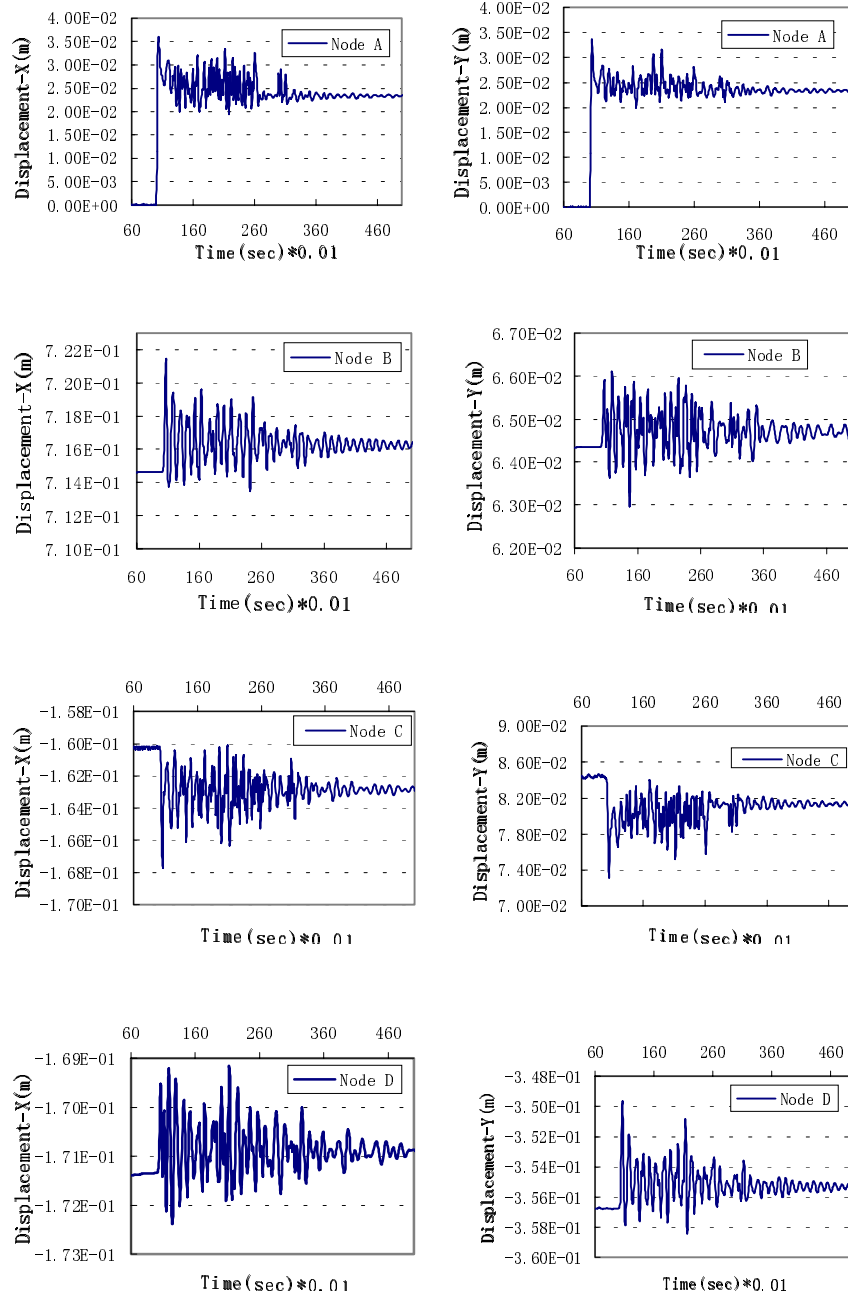 Displacement-X(m)
4.00E-02
3.50E-02
3.00E-02
2.50E-02
2.00E-02
1.50E-02
1.00E-02
5.00E-03
0.00E+00
Node A
60 160 260 360 460
Time(sec)*0.01
Displacement-Y(m)
4.00E-02
3.50E-02
3.00E-02
2.50E-02
2.00E-02
1.50E-02
1.00E-02
5.00E-03
0.00E+00
Node A
60 160 260 360 460
Time(sec)*0.01
Displacement-X(m)
7.22E-01
7.20E-01
7.18E-01
7.16E-01
7.14E-01
7.12E-01
7.10E-01
Node B
60 160 260 360 460
Time(sec)*0.01
Displacement-Y(m)
6.70E-02
6.60E-02
6.50E-02
6.40E-02
6.30E-02
6.20E-02
Node B
60 160 260 360 460
Time(sec)*0.01
60 160 260 360 460
Displacement-X(m)
-1.58E-01
-1.60E-01
-1.62E-01
-1.64E-01
-1.66E-01
-1.68E-01
-1.70E-01
Node C
Time(sec)*0.01
Displacement-Y(m)
9.00E-02
8.60E-02
8.20E-02
7.80E-02
7.40E-02
7.00E-02
Node C
60 160 260 360 460
Time(sec)*0.01
60 160 260 360 460
Displacement-X(m)
-1.69E-01
-1.70E-01
-1.71E-01
-1.72E-01
-1.73E-01
Node D
Time(sec)*0.01
60 160 260 360 460
Displacement-Y(m)
-3.48E-01
-3.50E-01
-3.52E-01
-3.54E-01
-3.56E-01
-3.58E-01
-3.60E-01
Node D
Time(sec)*0.01